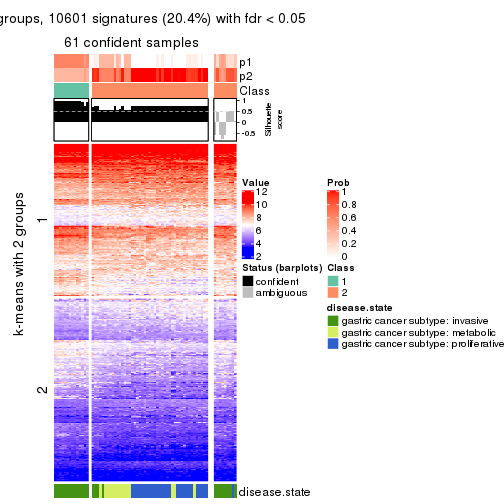 groups, 10601 signatures (20.4%) with fdr < 0.05
61 confident samples
p1
p2
Class
1
0.5
0
-0.5
Silhouette
score
k-means with 2 groups
1
2
Value
12
10
8
6
4
2
Prob
1
0.8
0.6
0.4
0.2
0
Status (barplots)
confident
ambiguous
Class
1
2
disease.state
gastric cancer subtype: invasive
gastric cancer subtype: metabolic
gastric cancer subtype: proliferative
disease.state